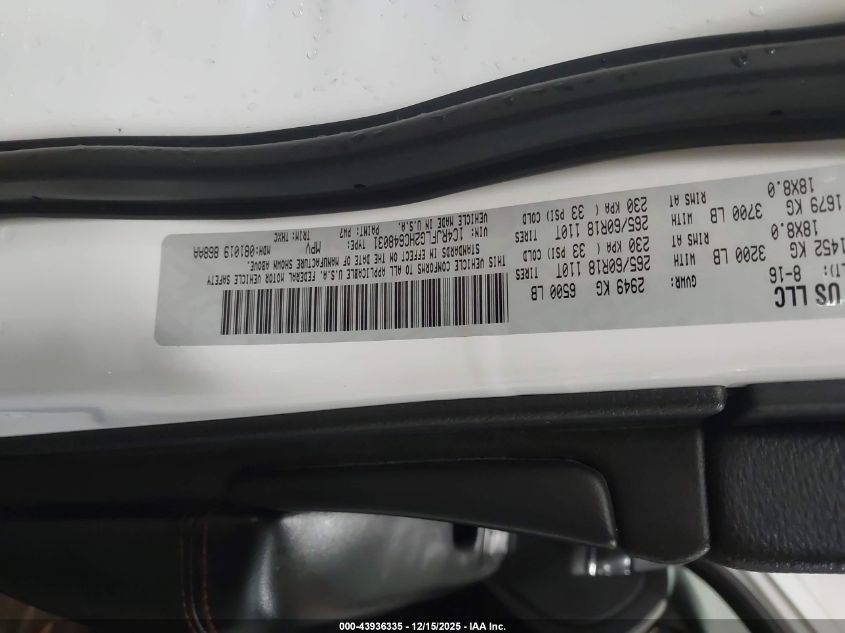 US LLC
8-16
GVWR: 2949 KG 6500 LB
1452 KG 3200 LB WITH 265/60R18 110T TIRES
18X8.0 RIMS AT 230 KPA ( 33 PSI) COLD
1679 KG 3700 LB WITH 265/60R18 110T TIRES
18X8.0 RIMS AT 230 KPA ( 33 PSI) COLD
THIS VEHICLE CONFORMS TO ALL APPLICABLE U.S.A. FEDERAL MOTOR VEHICLE SAFETY
STANDARDS IN EFFECT ON THE DATE OF MANUFACTURE SHOWN ABOVE.
VIN: 1C4RJFLG2HC648031 TYPE: MPV MDH:081019 868AA
VEHICLE MADE IN U.S.A. PAINT: PW7 TRIM:THXC
000-43936335 - 12/15/2025 - IAA Inc.